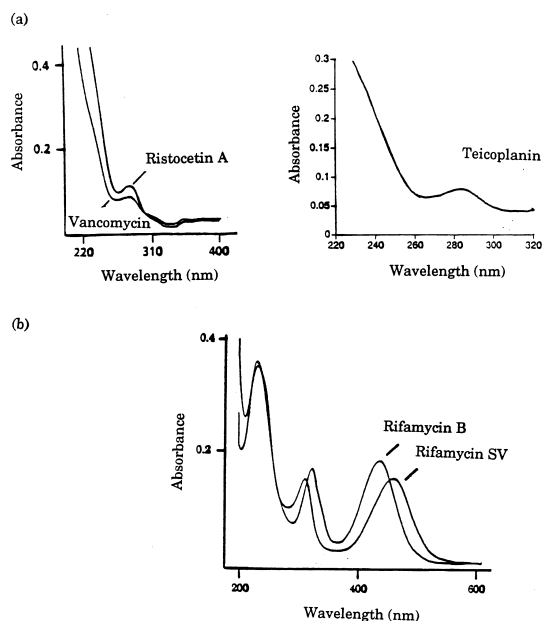 (a)
0.4
0.2
Absorbance
Ristocetin A
Vancomycin
220
310
400
Wavelength (nm)
0.3
0.25
0.2
0.15
0.1
0.05
Absorbance
Teicoplanin
220
240
260
280
300
320
Wavelength (nm)
(b)
0.4
0.2
Absorbance
Rifamycin B
Rifamycin SV
200
400
600
Wavelength (nm)